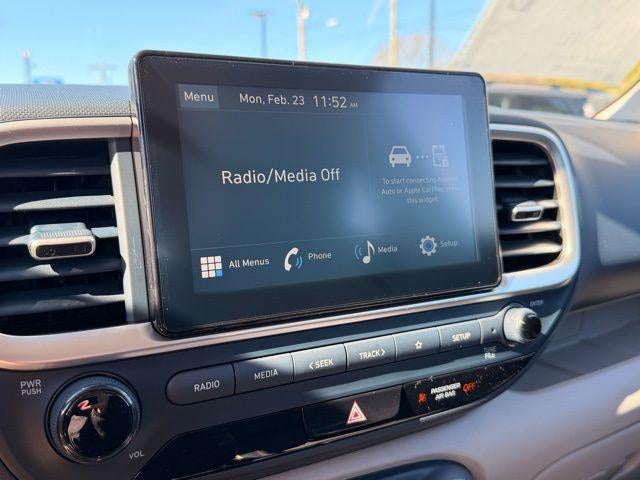 Menu Mon, Feb. 23 11:52 AM
Radio/Media Off
To start connecting Android
Auto or Apple CarPlay, press
this widget.
All Menus Phone Media Setup
ENTER
PWR
PUSH
RADIO MEDIA < SEEK TRACK > ☆ SETUP
FILE
VOL
PASSENGER
AIR BAG OFF